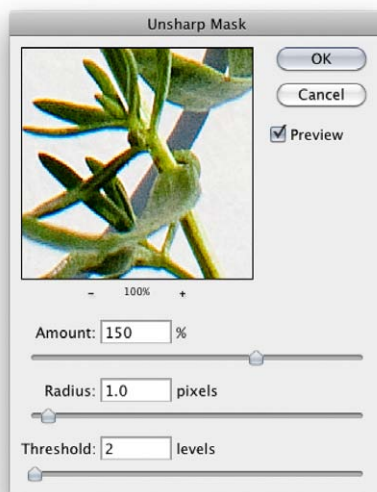 Unsharp Mask
OK
Cancel
Preview
- 100% +
Amount: 150 %
Radius: 1.0 pixels
Threshold: 2 levels